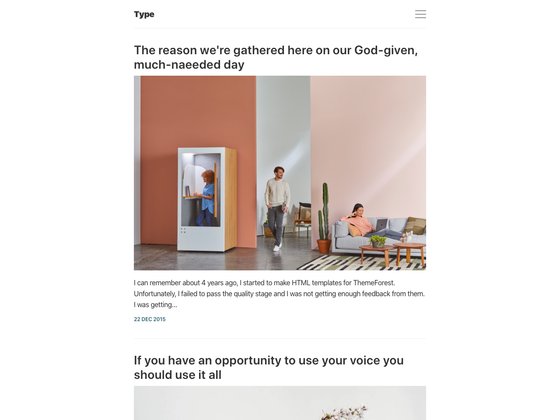 Type
The reason we're gathered here on our God-given,
much-naeeded day
I can remember about 4 years ago, I started to make HTML templates for ThemeForest.
Unfortunately, I failed to pass the quality stage and I was not getting enough feedback from them.
I was getting...
22 DEC 2015
If you have an opportunity to use your voice you
should use it all